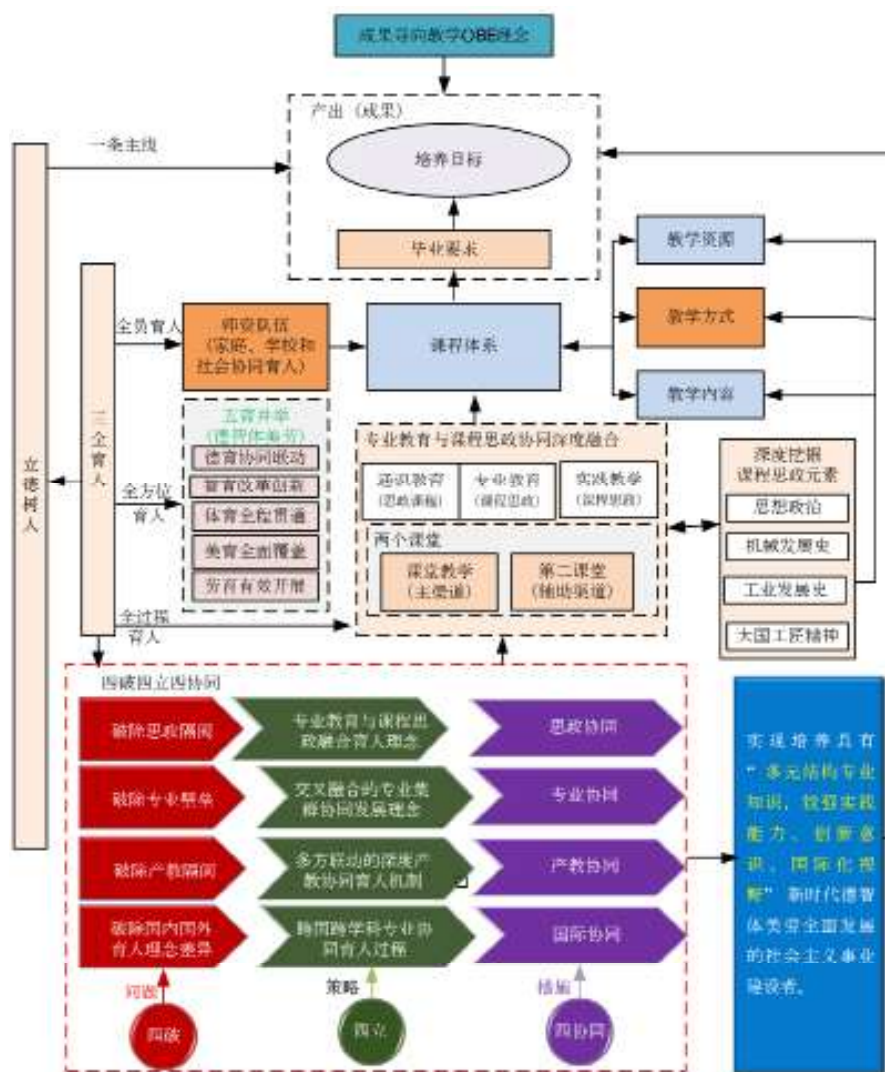 成果导向教学OBE理念
产出（成果）
一条主线
培养目标
毕业要求
教学资源
全员育人
师资队伍
（家庭、学校和
社会协同育人）
课程体系
教学方式
教学内容
立德树人
三全育人
五育并举
（德智体美劳）
德育协同联动
智育改革创新
体育全程贯通
美育全面覆盖
劳育有效开展
全方位
育人
专业教育与课程思政协同深度融合
通识教育
（思政课程）
专业教育
（课程思政）
实践教学
（课程思政）
两个课堂
课堂教学
（主渠道）
第二课堂
（辅助渠道）
深度挖掘
课程思政元素
思想政治
机械发展史
工业发展史
大国工匠精神
全过程
育人
四破四立四协同
破除思政隔阂
专业教育与课程思
政融合育人理念
思政协同
破除专业壁垒
交叉融合的专业集
群协同发展理念
专业协同
破除产教隔阂
多方联动的深度产
教协同育人机制
产教协同
破除国内国外
育人理念差异
跨国跨学科专业协
同育人过程
国际协同
问题
策略
措施
四破
四立
四协同
实现培养具有
“多元结构专业
知识，较强实践
能力、创新意
识、国际化视
野”新时代德智
体美劳全面发展
的社会主义事业
建设者。